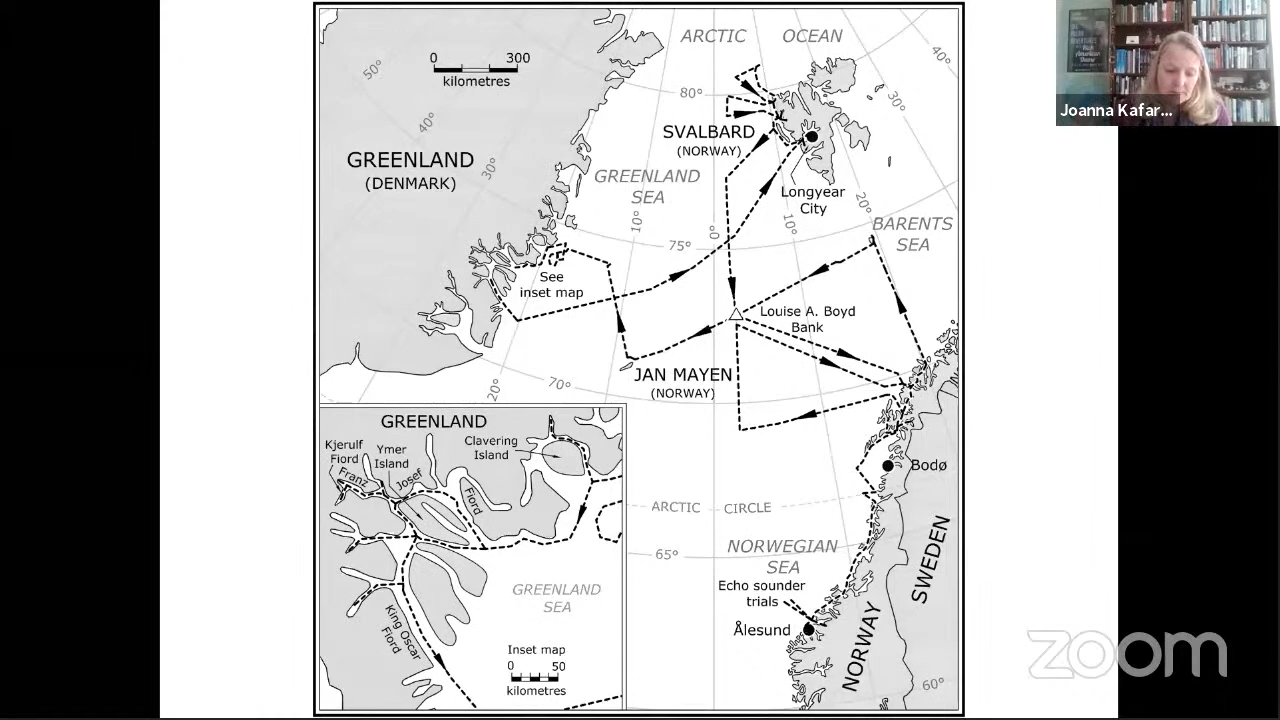 ARCTIC OCEAN
0 300
kilometres
50°
40°
30°
80°
40°
30°
SVALBARD
(NORWAY)
GREENLAND
(DENMARK)
GREENLAND
SEA
Longyear
City
20°
10°
10°
0°
75°
BARENTS
SEA
See
inset map
Louise A. Boyd
Bank
JAN MAYEN
(NORWAY)
20°
70°
GREENLAND
Kjerulf
Fiord
Ymer
Island
Clavering
Island
Franz
Josef
Fiord
Bodø
ARCTIC CIRCLE
65°
NORWEGIAN
SEA
GREENLAND
SEA
Echo sounder
trials
Ålesund
King Oscar
Fiord
Inset map
0 50
kilometres
NORWAY
SWEDEN
60°
Joanna Kafar...
zoom